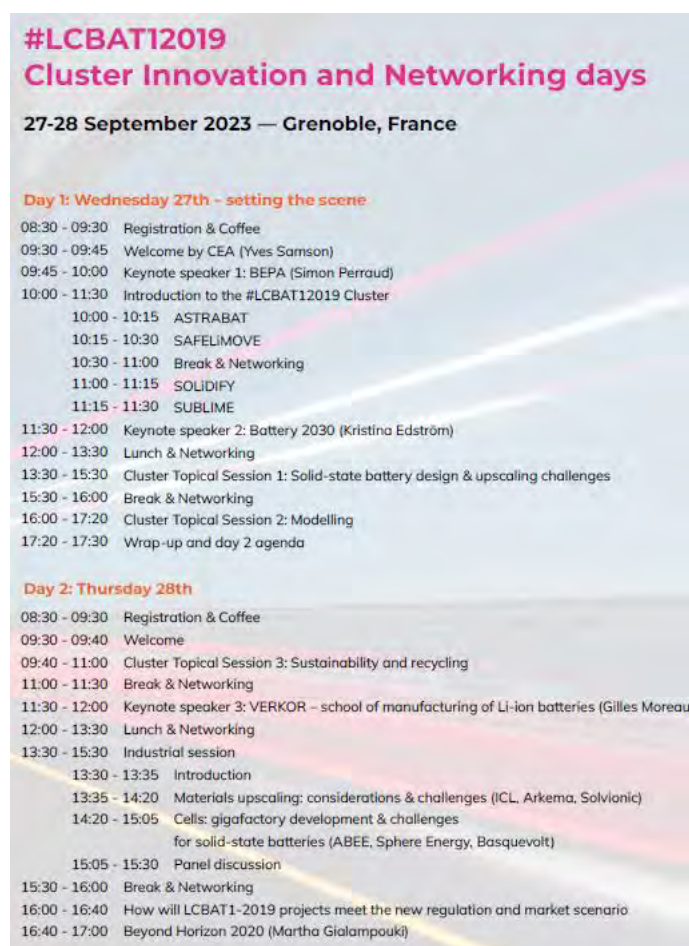 #LCBAT12019
Cluster Innovation and Networking days
27-28 September 2023 — Grenoble, France
Day 1: Wednesday 27th – setting the scene
08:30 - 09:30 Registration & Coffee
09:30 - 09:45 Welcome by CEA (Yves Samson)
09:45 - 10:00 Keynote speaker 1: BEPA (Simon Perraud)
10:00 - 11:30 Introduction to the #LCBAT12019 Cluster
10:00 - 10:15 ASTRABAT
10:15 - 10:30 SAFELiMOVE
10:30 - 11:00 Break & Networking
11:00 - 11:15 SOLiDIFY
11:15 - 11:30 SUBLIME
11:30 - 12:00 Keynote speaker 2: Battery 2030 (Kristina Edström)
12:00 - 13:30 Lunch & Networking
13:30 - 15:30 Cluster Topical Session 1: Solid-state battery design & upscaling challenges
15:30 - 16:00 Break & Networking
16:00 - 17:20 Cluster Topical Session 2: Modelling
17:20 - 17:30 Wrap-up and day 2 agenda
Day 2: Thursday 28th
08:30 - 09:30 Registration & Coffee
09:30 - 09:40 Welcome
09:40 - 11:00 Cluster Topical Session 3: Sustainability and recycling
11:00 - 11:30 Break & Networking
11:30 - 12:00 Keynote speaker 3: VERKOR – school of manufacturing of Li-ion batteries (Gilles Moreau
12:00 - 13:30 Lunch & Networking
13:30 - 15:30 Industrial session
13:30 - 13:35 Introduction
13:35 - 14:20 Materials upscaling: considerations & challenges (ICL, Arkema, Solvionic)
14:20 - 15:05 Cells: gigafactory development & challenges
for solid-state batteries (ABEE, Sphere Energy, Basquevolt)
15:05 - 15:30 Panel discussion
15:30 - 16:00 Break & Networking
16:00 - 16:40 How will LCBAT1-2019 projects meet the new regulation and market scenario
16:40 - 17:00 Beyond Horizon 2020 (Martha Gialampouki)